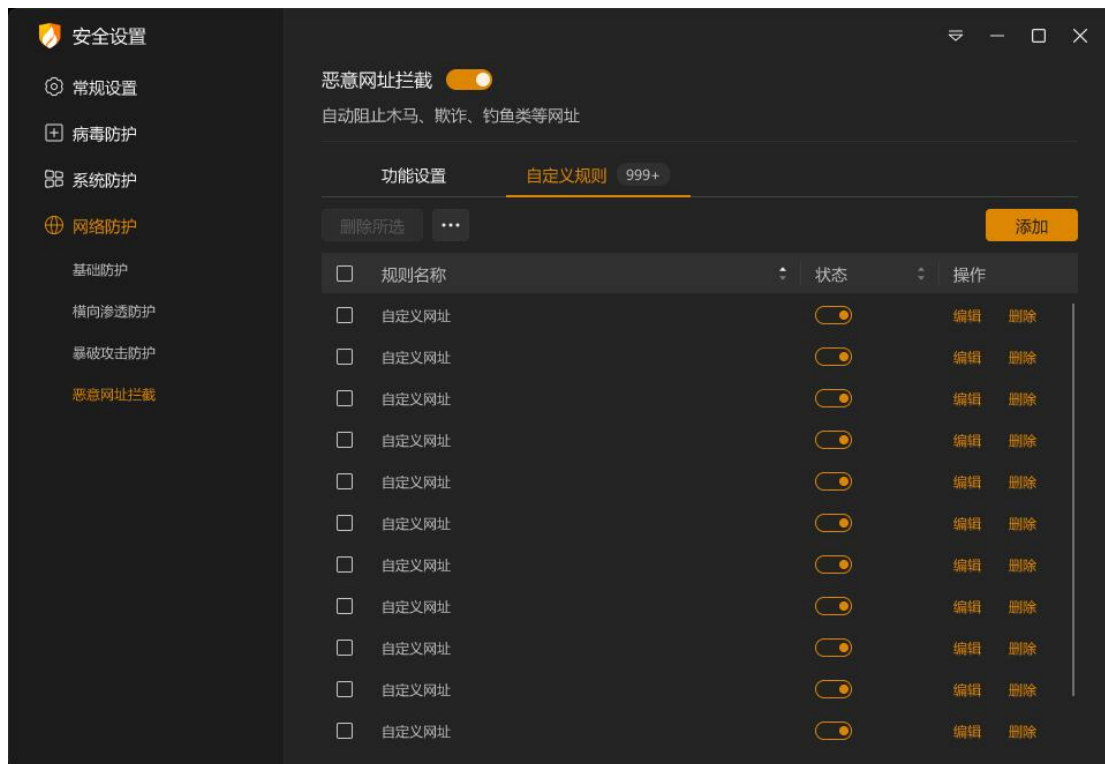 安全设置
常规设置
病毒防护
系统防护
网络防护
基础防护
横向渗透防护
暴破攻击防护
恶意网址拦截
恶意网址拦截
自动阻止木马、欺诈、钓鱼类等网址
功能设置 自定义规则 999+
删除所选 ··· 添加
规则名称 状态 操作
自定义网址 编辑 删除
自定义网址 编辑 删除
自定义网址 编辑 删除
自定义网址 编辑 删除
自定义网址 编辑 删除
自定义网址 编辑 删除
自定义网址 编辑 删除
自定义网址 编辑 删除
自定义网址 编辑 删除
自定义网址 编辑 删除
自定义网址 编辑 删除